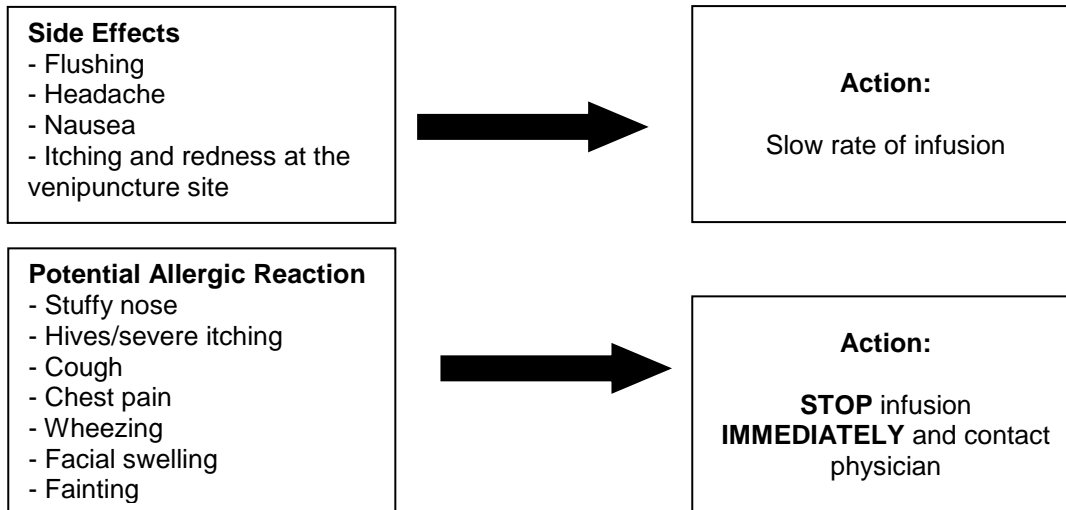 Side Effects
- Flushing
- Headache
- Nausea
- Itching and redness at the
venipuncture site
Action:
Slow rate of infusion
Potential Allergic Reaction
- Stuffy nose
- Hives/severe itching
- Cough
- Chest pain
- Wheezing
- Facial swelling
- Fainting
Action:
STOP infusion
IMMEDIATELY and contact
physician